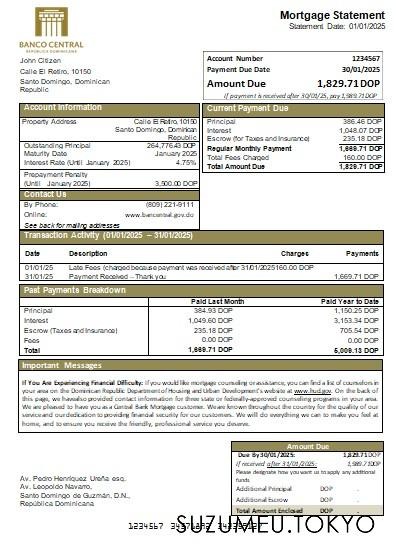 BANCO CENTRAL
REPÚBLICA DOMINICANA
Mortgage Statement
Statement Date: 01/01/2025
John Citizen
Calle El Retiro, 10150
Santo Domingo, Dominican
Republic
Account Number 1234567
Payment Due Date 30/01/2025
Amount Due 1,829.71 DOP
If payment is received after 30/01/25, pay 1,989.71 DOP
Account Information
Property Address Calle El Retiro, 10150
Santo Domingo, Dominican
Republic
Outstanding Principal 264,776.43 DOP
Maturity Date January 2025
Interest Rate (Until January 2025) 4.75%
Prepayment Penalty
(Until January 2025) 3,500.00 DOP
Contact Us
By Phone: (809) 221-9111
Online: www.bancentral.gov.do
See back for mailing addresses
Current Payment Due
Principal 386.46 DOP
Interest 1,048.07 DOP
Escrow (for Taxes and Insurance) 235.18 DOP
Regular Monthly Payment 1,669.71 DOP
Total Fees Charged 160.00 DOP
Total Amount Due 1,829.71 DOP
Transaction Activity (01/01/2025 – 31/01/2025)
Date Description Charges Payments
01/01/25 Late Fees (charged because payment was received after 31/01/2025 160.00 DOP
31/01/25 Payment Received – Thank you 1,669.71 DOP
Past Payments Breakdown
Paid Last Month Paid Year to Date
Principal 384.93 DOP 1,150.25 DOP
Interest 1,049.60 DOP 3,153.34 DOP
Escrow (Taxes and Insurance) 235.18 DOP 705.54 DOP
Fees 0.00 DOP 0.00 DOP
Total 1,669.71 DOP 5,009.13 DOP
Important Messages
If You Are Experiencing Financial Difficulty: If you would like mortgage counseling or assistance, you can find a list of counselors in
your area on the Dominican Republic Department of Housing and Urban Development's website at www.hud.gov. On the back of
this page, we have also provided contact information for three state or federally-approved counseling programs in your area.
We are pleased to have you as a Central Bank Mortgage customer. We are known throughout the country for the quality of our
service and our dedication to providing financial security for our customers. We will do everything we can to make you feel at
home, and to ensure you receive the friendly, professional service you deserve.
Amount Due
Due By 30/01/2025: 1,829.71 DOP
If received after 31/01/2025: 1,989.71 DOP
Please designate how you want us to apply any additional
funds
Additional Principal DOP .
Additional Escrow DOP .
Total Amount Enclosed DOP .
Av. Pedro Henríquez Ureña esq.
Av. Leopoldo Navarro,
Santo Domingo de Guzmán, D.N.,
República Dominicana
1234567
SUZUNEU.TOKYO